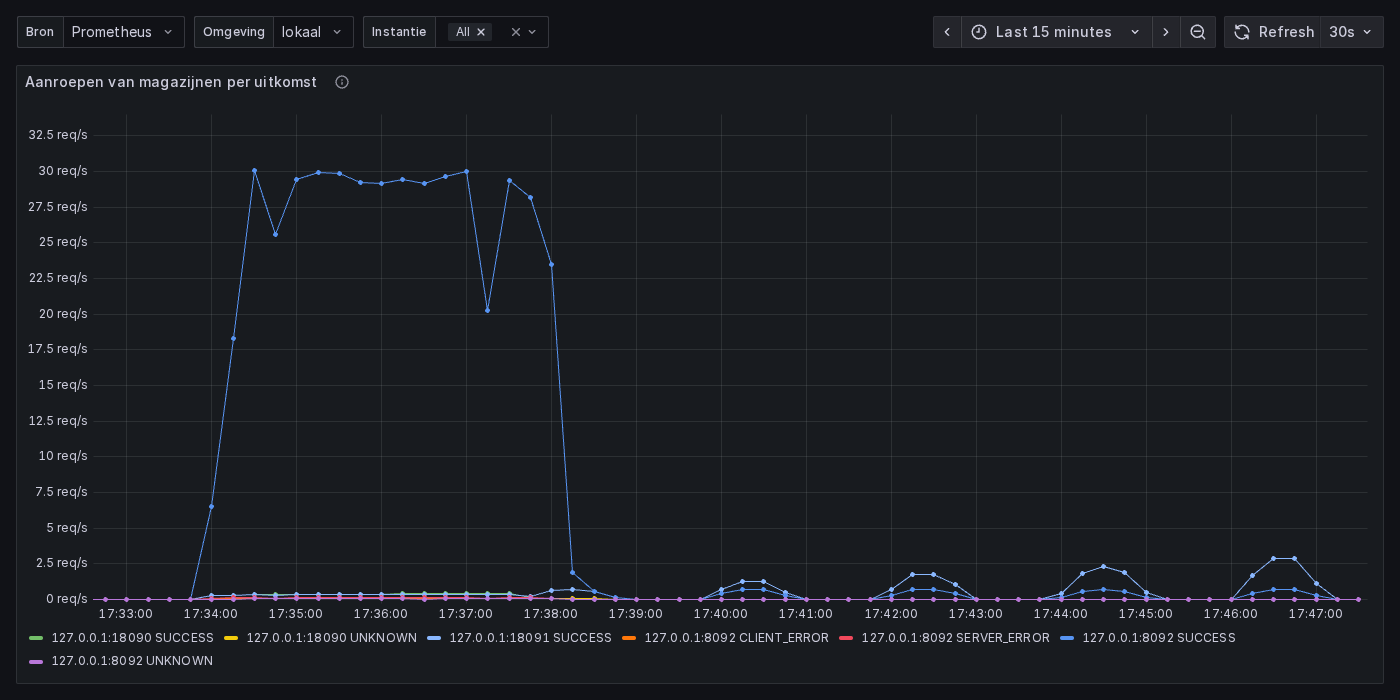 Bron Prometheus Omgeving lokaal Instantie All Last 15 minutes Refresh 30s
Aanroepen van magazijnen per uitkomst
32.5 req/s
30 req/s
27.5 req/s
25 req/s
22.5 req/s
20 req/s
17.5 req/s
15 req/s
12.5 req/s
10 req/s
7.5 req/s
5 req/s
2.5 req/s
0 req/s
17:33:00 17:34:00 17:35:00 17:36:00 17:37:00 17:38:00 17:39:00 17:40:00 17:41:00 17:42:00 17:43:00 17:44:00 17:45:00 17:46:00 17:47:00
127.0.0.1:18090 SUCCESS 127.0.0.1:18090 UNKNOWN 127.0.0.1:18091 SUCCESS 127.0.0.1:8092 CLIENT_ERROR 127.0.0.1:8092 SERVER_ERROR 127.0.0.1:8092 SUCCESS
127.0.0.1:8092 UNKNOWN